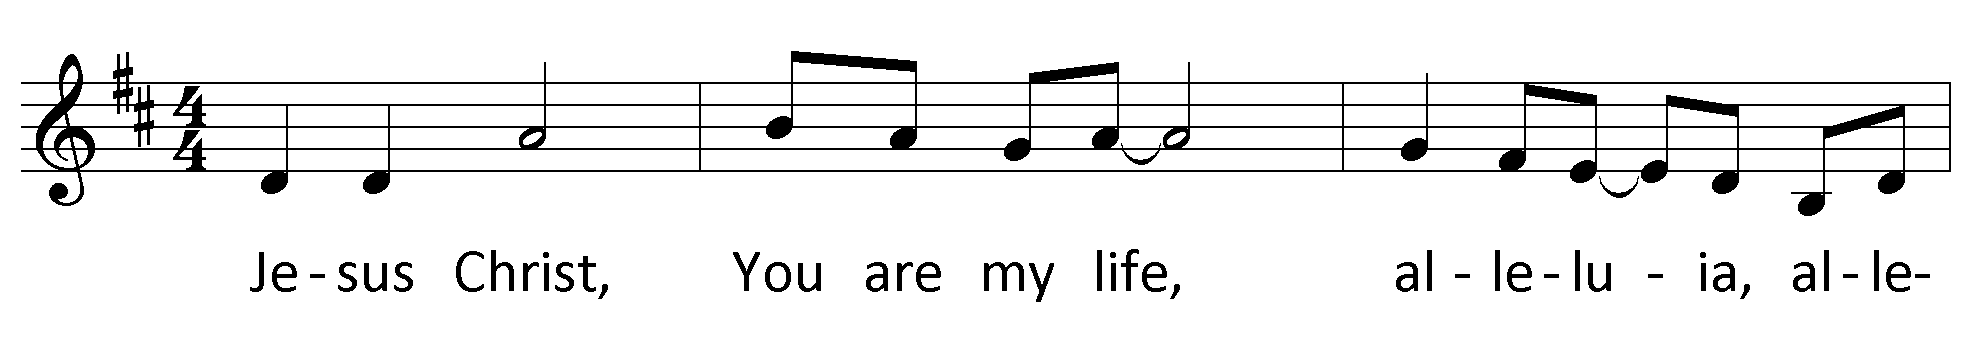 Je-sus Christ, You are my life, al-le-lu-ia, al-le-